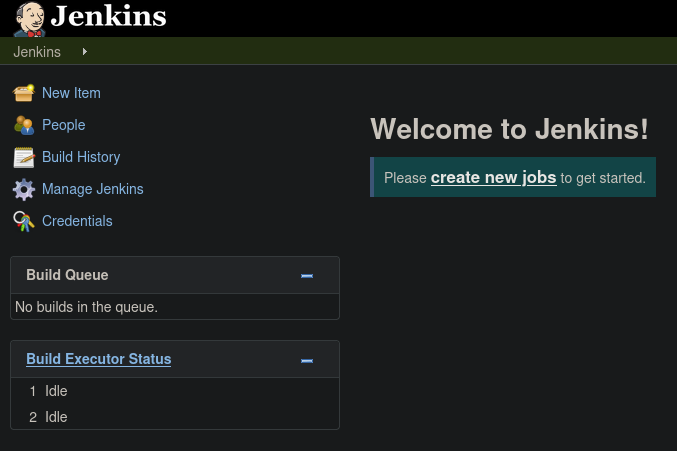 Jenkins
Jenkins
New Item
People
Build History
Manage Jenkins
Credentials
Build Queue
No builds in the queue.
Build Executor Status
1 Idle
2 Idle
Welcome to Jenkins!
Please create new jobs to get started.